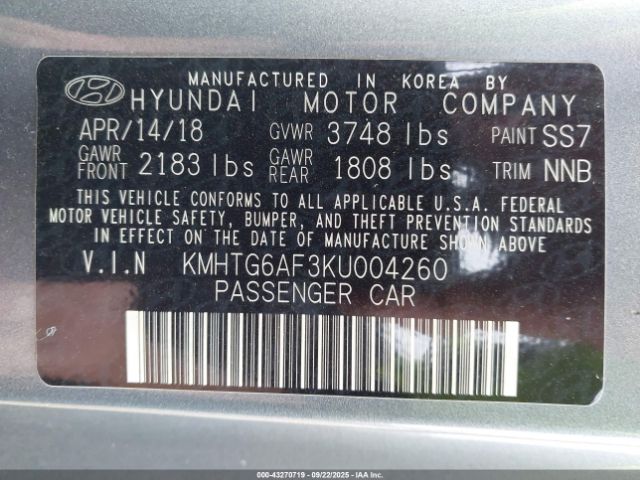 MANUFACTURED IN KOREA BY
HYUNDAI MOTOR COMPANY
APR/14/18 GVWR 3748 lbs PAINT SS7
GAWR FRONT 2183 lbs GAWR REAR 1808 lbs TRIM NNB
THIS VEHICLE CONFORMS TO ALL APPLICABLE U.S.A. FEDERAL
MOTOR VEHICLE SAFETY, BUMPER, AND THEFT PREVENTION STANDARDS
IN EFFECT ON THE DATE OF MANUFACTURE SHOWN ABOVE.
V.I.N KMHTG6AF3KU004260
PASSENGER CAR
000-43270719 - 09/22/2025 - IAAI.COM